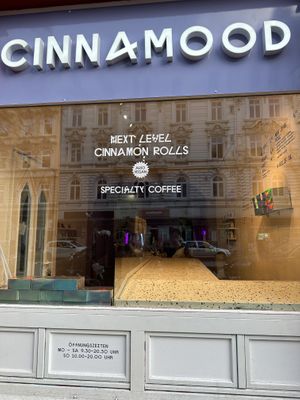 CINNAMOOD
NEXT LEVEL
CINNAMON ROLLS
ALSO
VEGAN
SPECIALTY COFFEE
ÖFFNUNGSZEITEN
MO - SA 9.30-20.30 UHR
SO 10.00-20.00 UHR